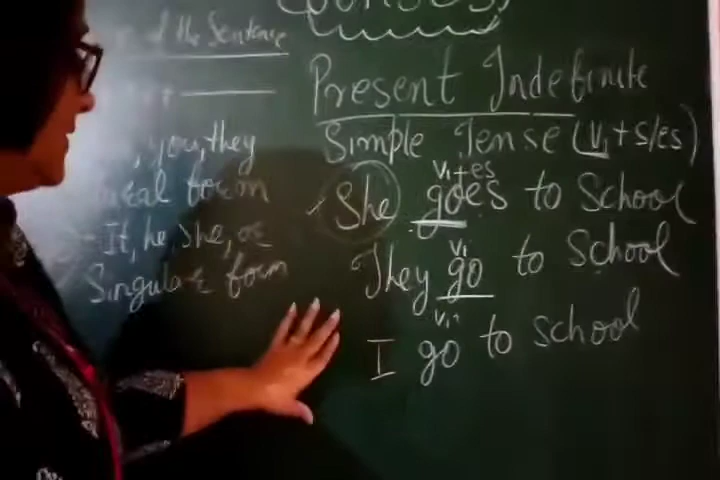 of the Sentence
you, they
form
It, he, she, or
Singular form
Present Indefinite
Simple Tense (V1 + s/es)
V1+es
She goes to School
V1
They go to School
V1
I go to School